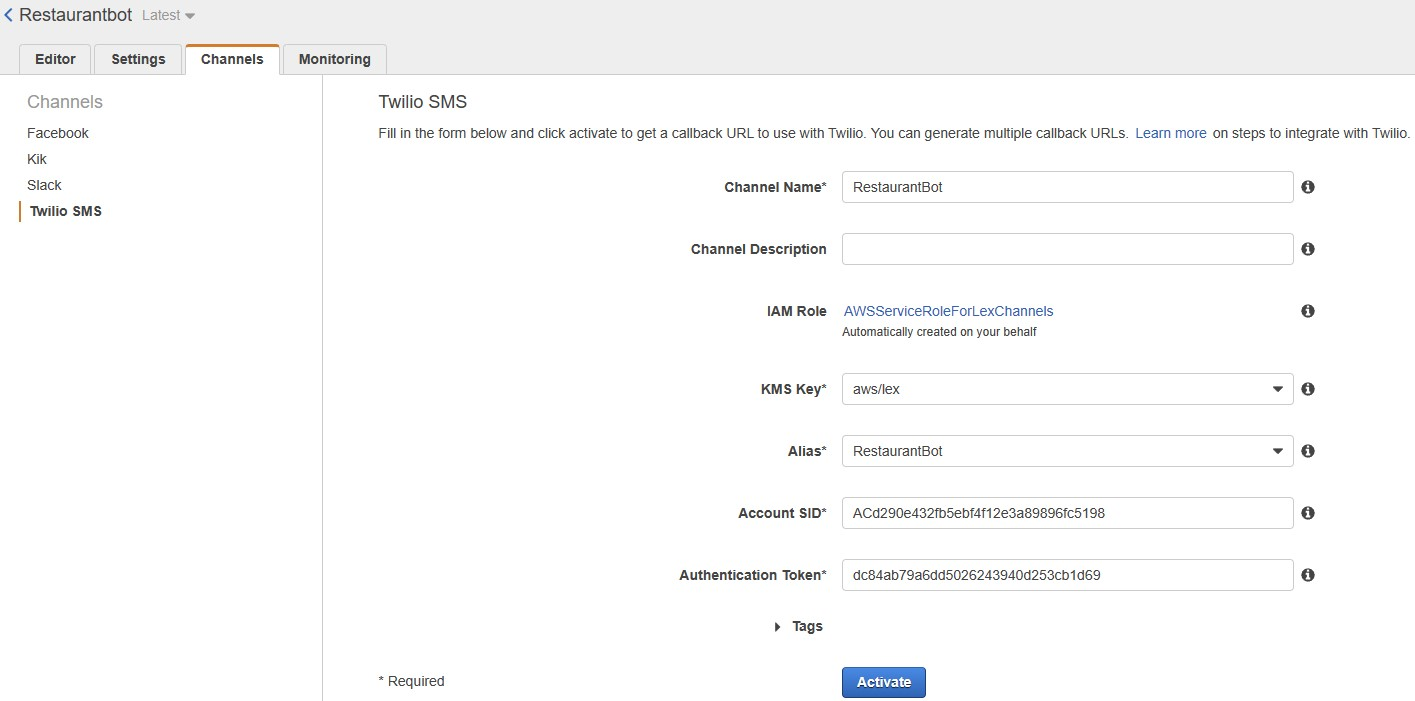 Restaurantbot Latest
Editor Settings Channels Monitoring
Channels
Facebook
Kik
Slack
Twilio SMS
Twilio SMS
Fill in the form below and click activate to get a callback URL to use with Twilio. You can generate multiple callback URLs. Learn more on steps to integrate with Twilio.
Channel Name* RestaurantBot
Channel Description
IAM Role AWSServiceRoleForLexChannels
Automatically created on your behalf
KMS Key* aws/lex
Alias* RestaurantBot
Account SID* ACd290e432fb5ebf4f12e3a89896fc5198
Authentication Token* dc84ab79a6dd5026243940d253cb1d69
Tags
* Required
Activate